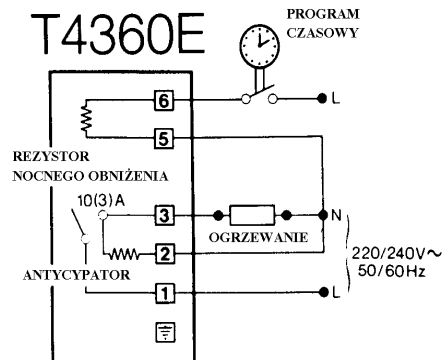 T4360E
PROGRAM
CZASOWY
6
L
5
REZYSTOR
NOCNEGO OBNIŻENIA
10(3)A
3
N
OGRZEWANIE
2
220/240V~
50/60Hz
ANTYCYPATOR
1
L